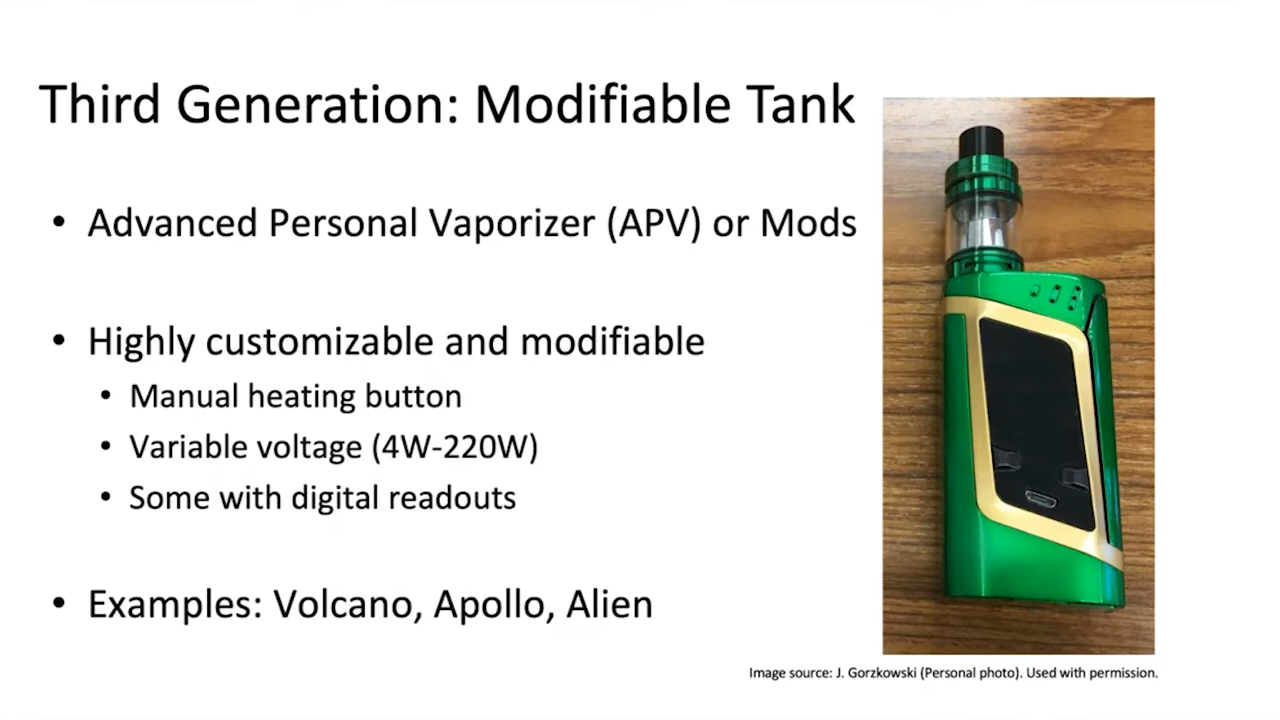 Third Generation: Modifiable Tank
• Advanced Personal Vaporizer (APV) or Mods
• Highly customizable and modifiable
• Manual heating button
• Variable voltage (4W-220W)
• Some with digital readouts
• Examples: Volcano, Apollo, Alien
Image source: J. Gorzkowski (Personal photo). Used with permission.